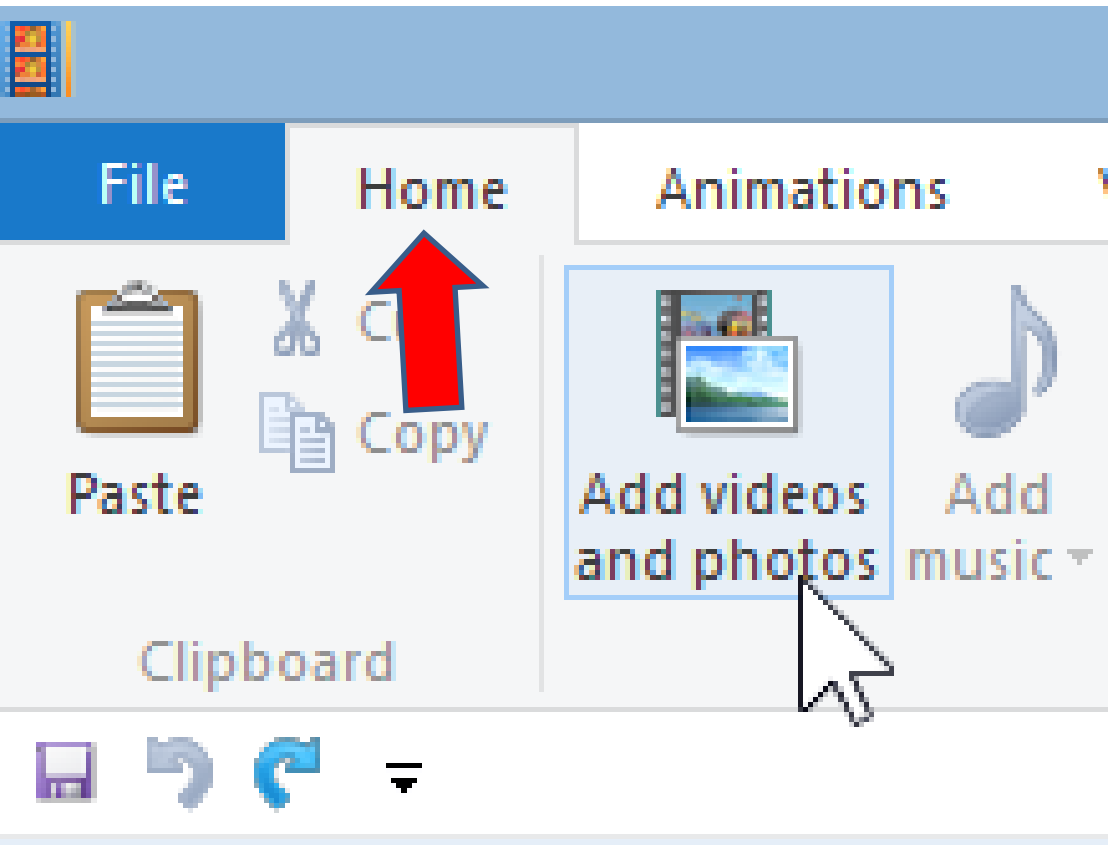 File
Home
Animations
Paste
Copy
Add videos
and photos
Add
music
Clipboard